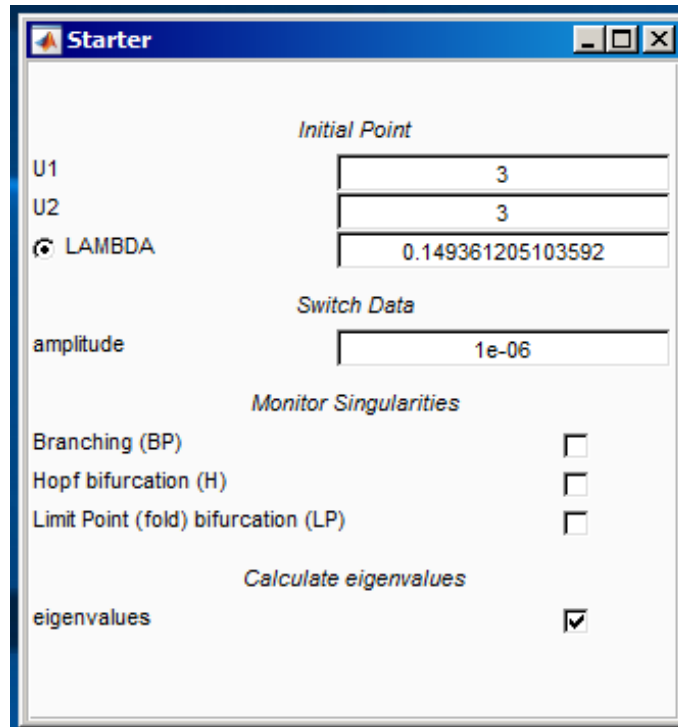 Starter
Initial Point
U1 3
U2 3
LAMBDA 0.149361205103592
Switch Data
amplitude 1e-06
Monitor Singularities
Branching (BP)
Hopf bifurcation (H)
Limit Point (fold) bifurcation (LP)
Calculate eigenvalues
eigenvalues